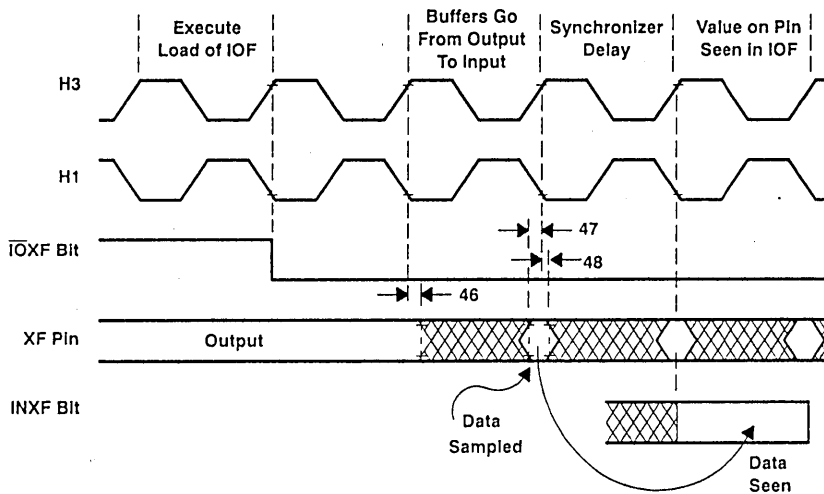 Execute
Load of IOF
Buffers Go
From Output
To Input
Synchronizer
Delay
Value on Pin
Seen in IOF
H3
H1
47
I̅O̅XF Bit
48
46
XF Pin
Output
INXF Bit
Data
Sampled
Data
Seen